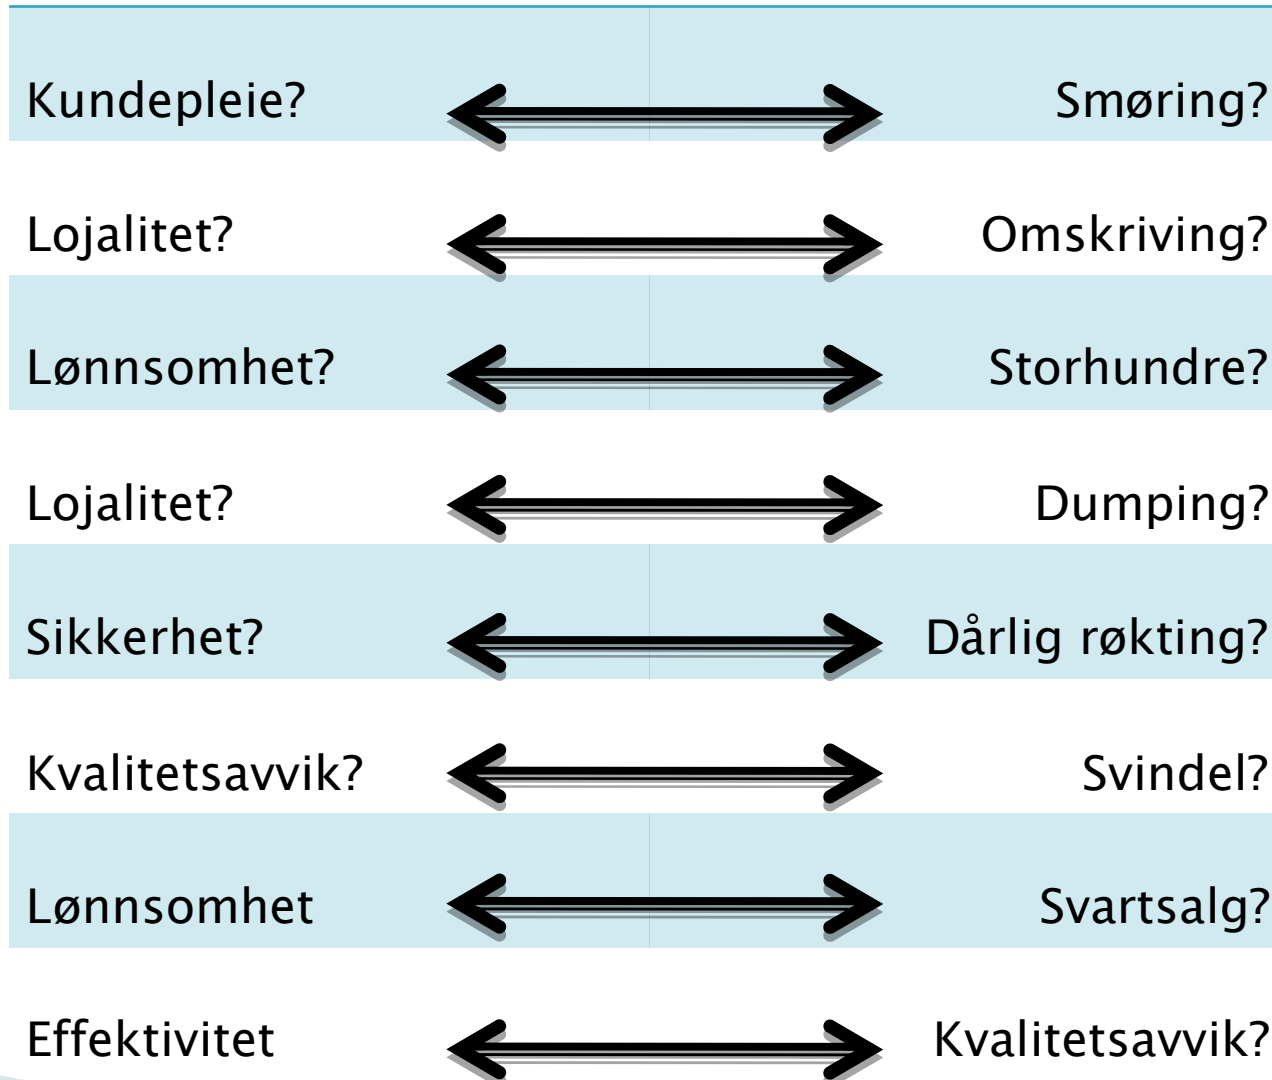 Kundepleie? Smøring?
Lojalitet? Omskriving?
Lønnsomhet? Storhundre?
Lojalitet? Dumping?
Sikkerhet? Dårlig røkting?
Kvalitetsavvik? Svindel?
Lønnsomhet Svartsalg?
Effektivitet Kvalitetsavvik?